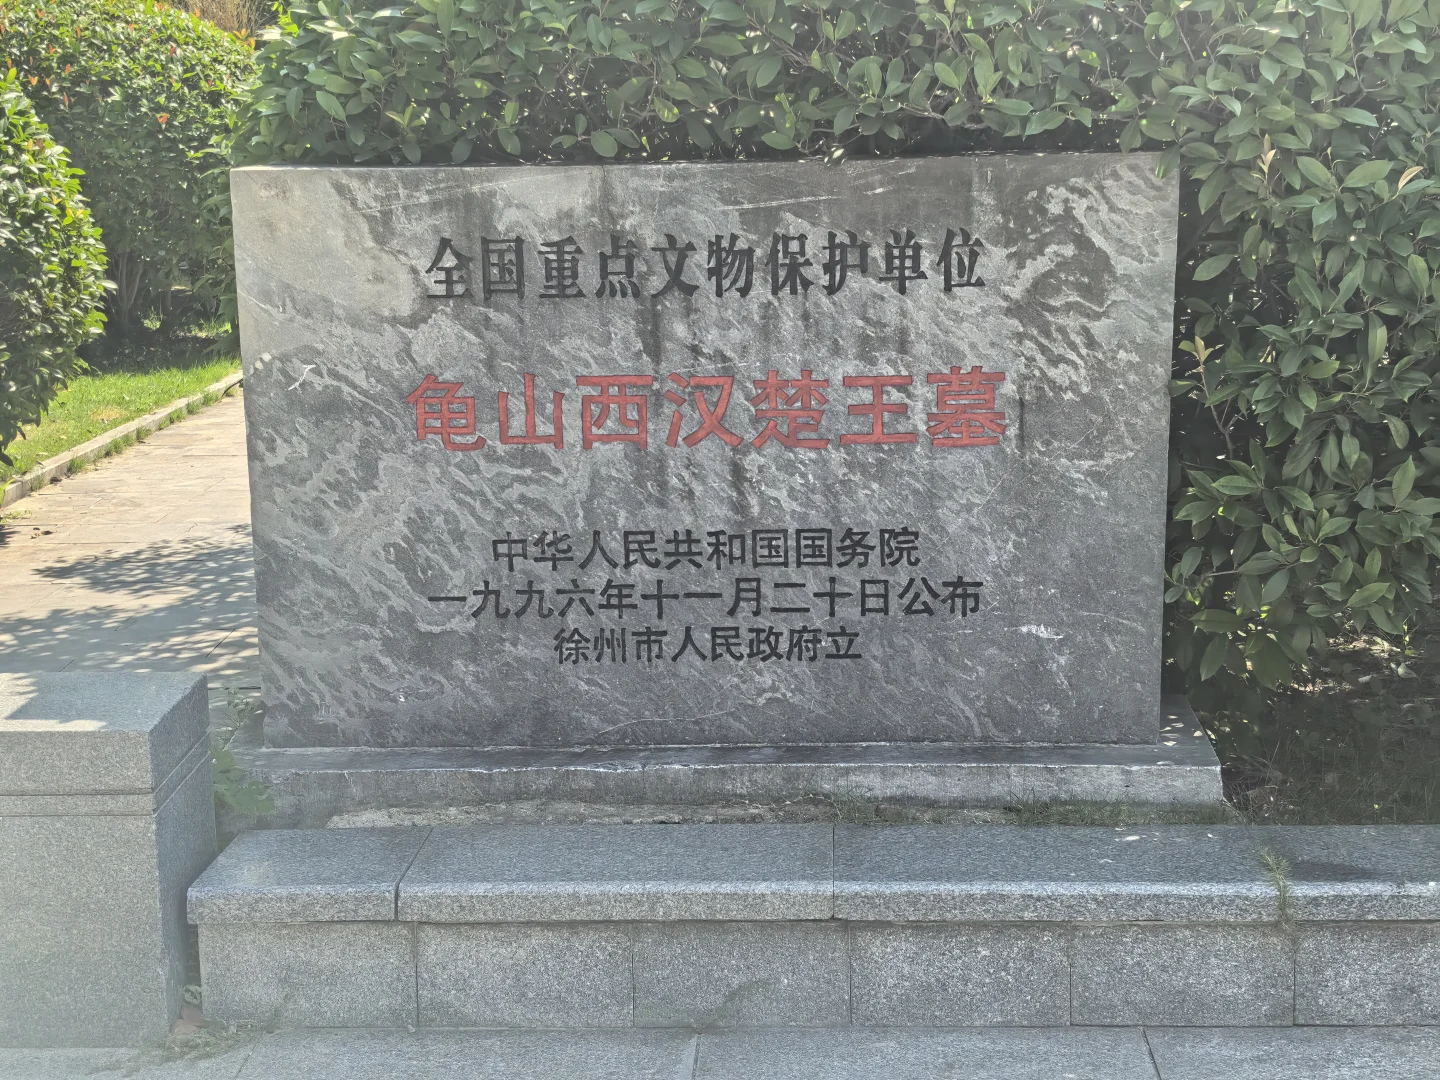 全国重点文物保护单位
龟山西汉楚王墓
中华人民共和国国务院
一九九六年十一月二十日公布
徐州市人民政府立